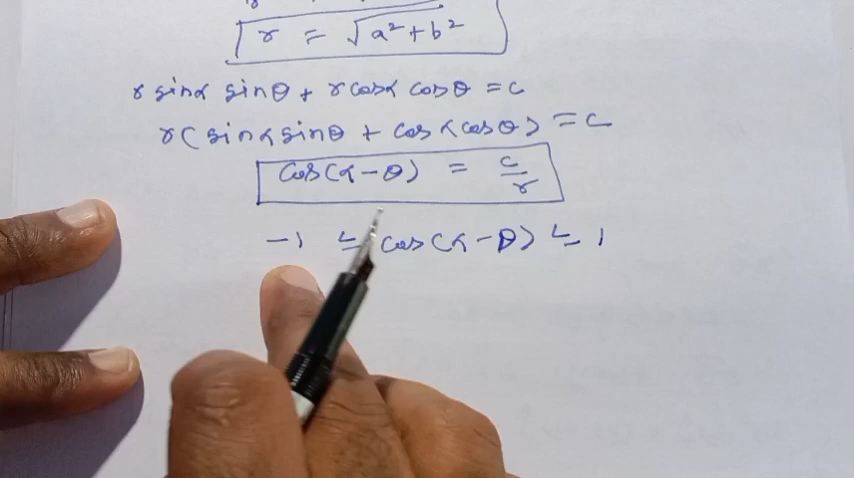 r = √a²+b²
r sinα sinθ + r cosα cosθ = c
r(sinα sinθ + cosα cosθ) = c
cos(α-θ) = c/r
-1 ≤ cos(α-θ) ≤ 1